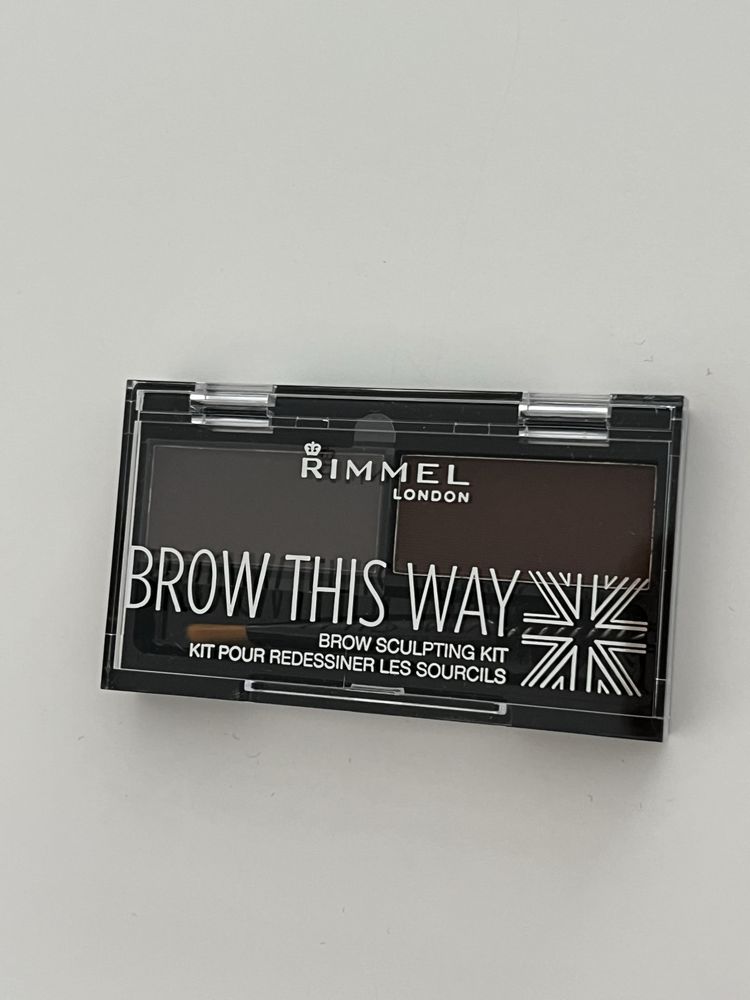 RIMMEL
LONDON
BROW THIS WAY
BROW SCULPTING KIT
KIT POUR REDESSINER LES SOURCILS